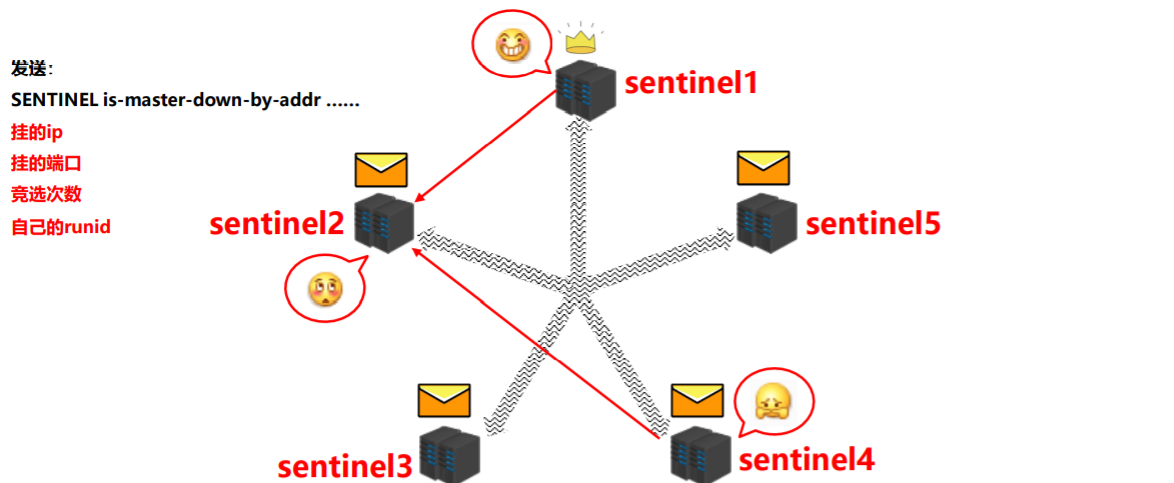 发送:
SENTINEL is-master-down-by-addr ……
挂的ip
挂的端口
竞选次数
自己的runid
sentinel1
sentinel2
sentinel5
sentinel3
sentinel4